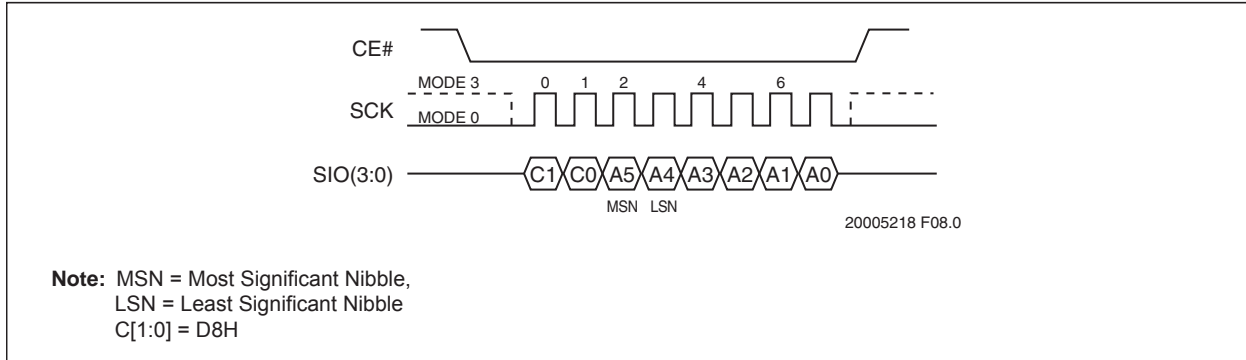 CE#
MODE 3 0 1 2 4 6
SCK
MODE 0
SIO(3:0) C1 C0 A5 A4 A3 A2 A1 A0
MSN LSN
20005218 F08.0
Note: MSN = Most Significant Nibble,
LSN = Least Significant Nibble
C[1:0] = D8H